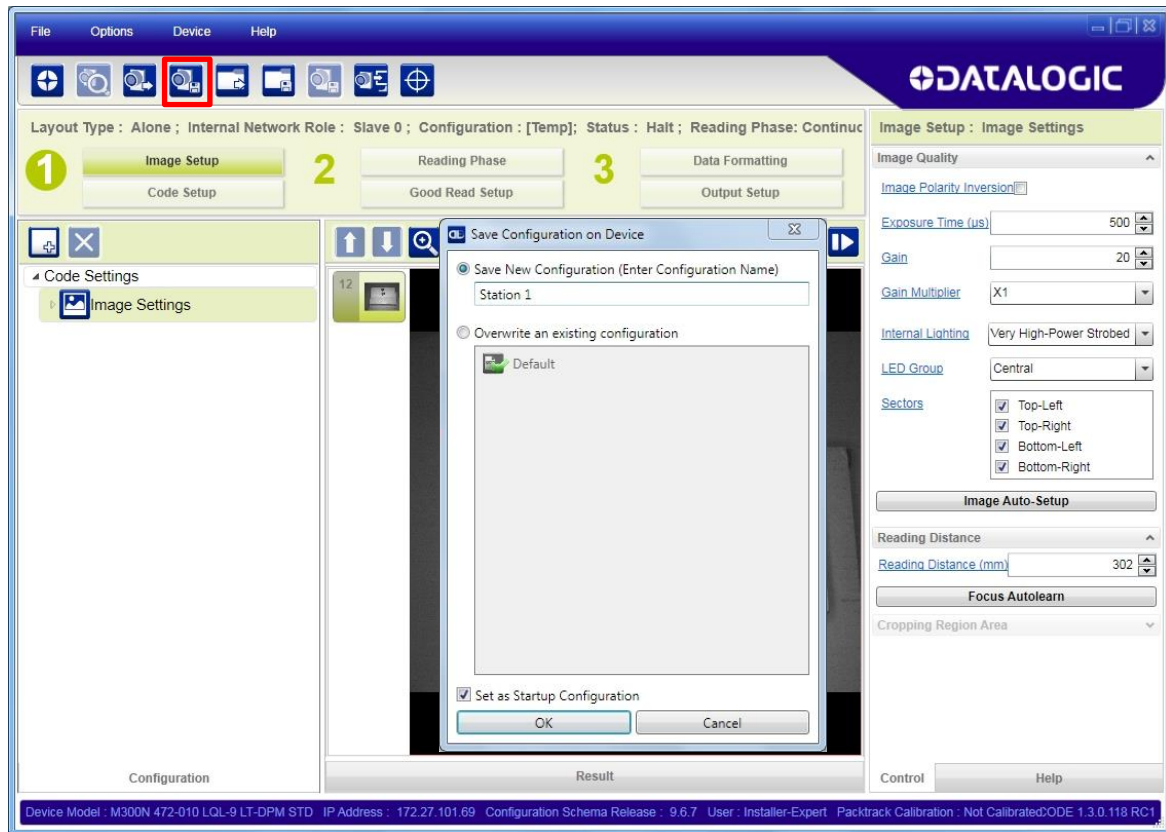 File Options Device Help
DATALOGIC
Layout Type : Alone ; Internal Network Role : Slave 0 ; Configuration : [Temp]; Status : Halt ; Reading Phase: Continuc
1 Image Setup
Code Setup
2 Reading Phase
Good Read Setup
3 Data Formatting
Output Setup
Code Settings
Image Settings
12
Save Configuration on Device
Save New Configuration (Enter Configuration Name)
Station 1
Overwrite an existing configuration
Default
Set as Startup Configuration
OK Cancel
Configuration
Result
Image Setup : Image Settings
Image Quality
Image Polarity Inversion
Exposure Time (µs) 500
Gain 20
Gain Multiplier X1
Internal Lighting Very High-Power Strobed
LED Group Central
Sectors Top-Left
Top-Right
Bottom-Left
Bottom-Right
Image Auto-Setup
Reading Distance
Reading Distance (mm) 302
Focus Autolearn
Cropping Region Area
Control Help
Device Model : M300N 472-010 LQL-9 LT-DPM STD IP Address : 172.27.101.69 Configuration Schema Release : 9.6.7 User : Installer-Expert Packtrack Calibration : Not Calibrated CODE 1.3.0.118 RC1